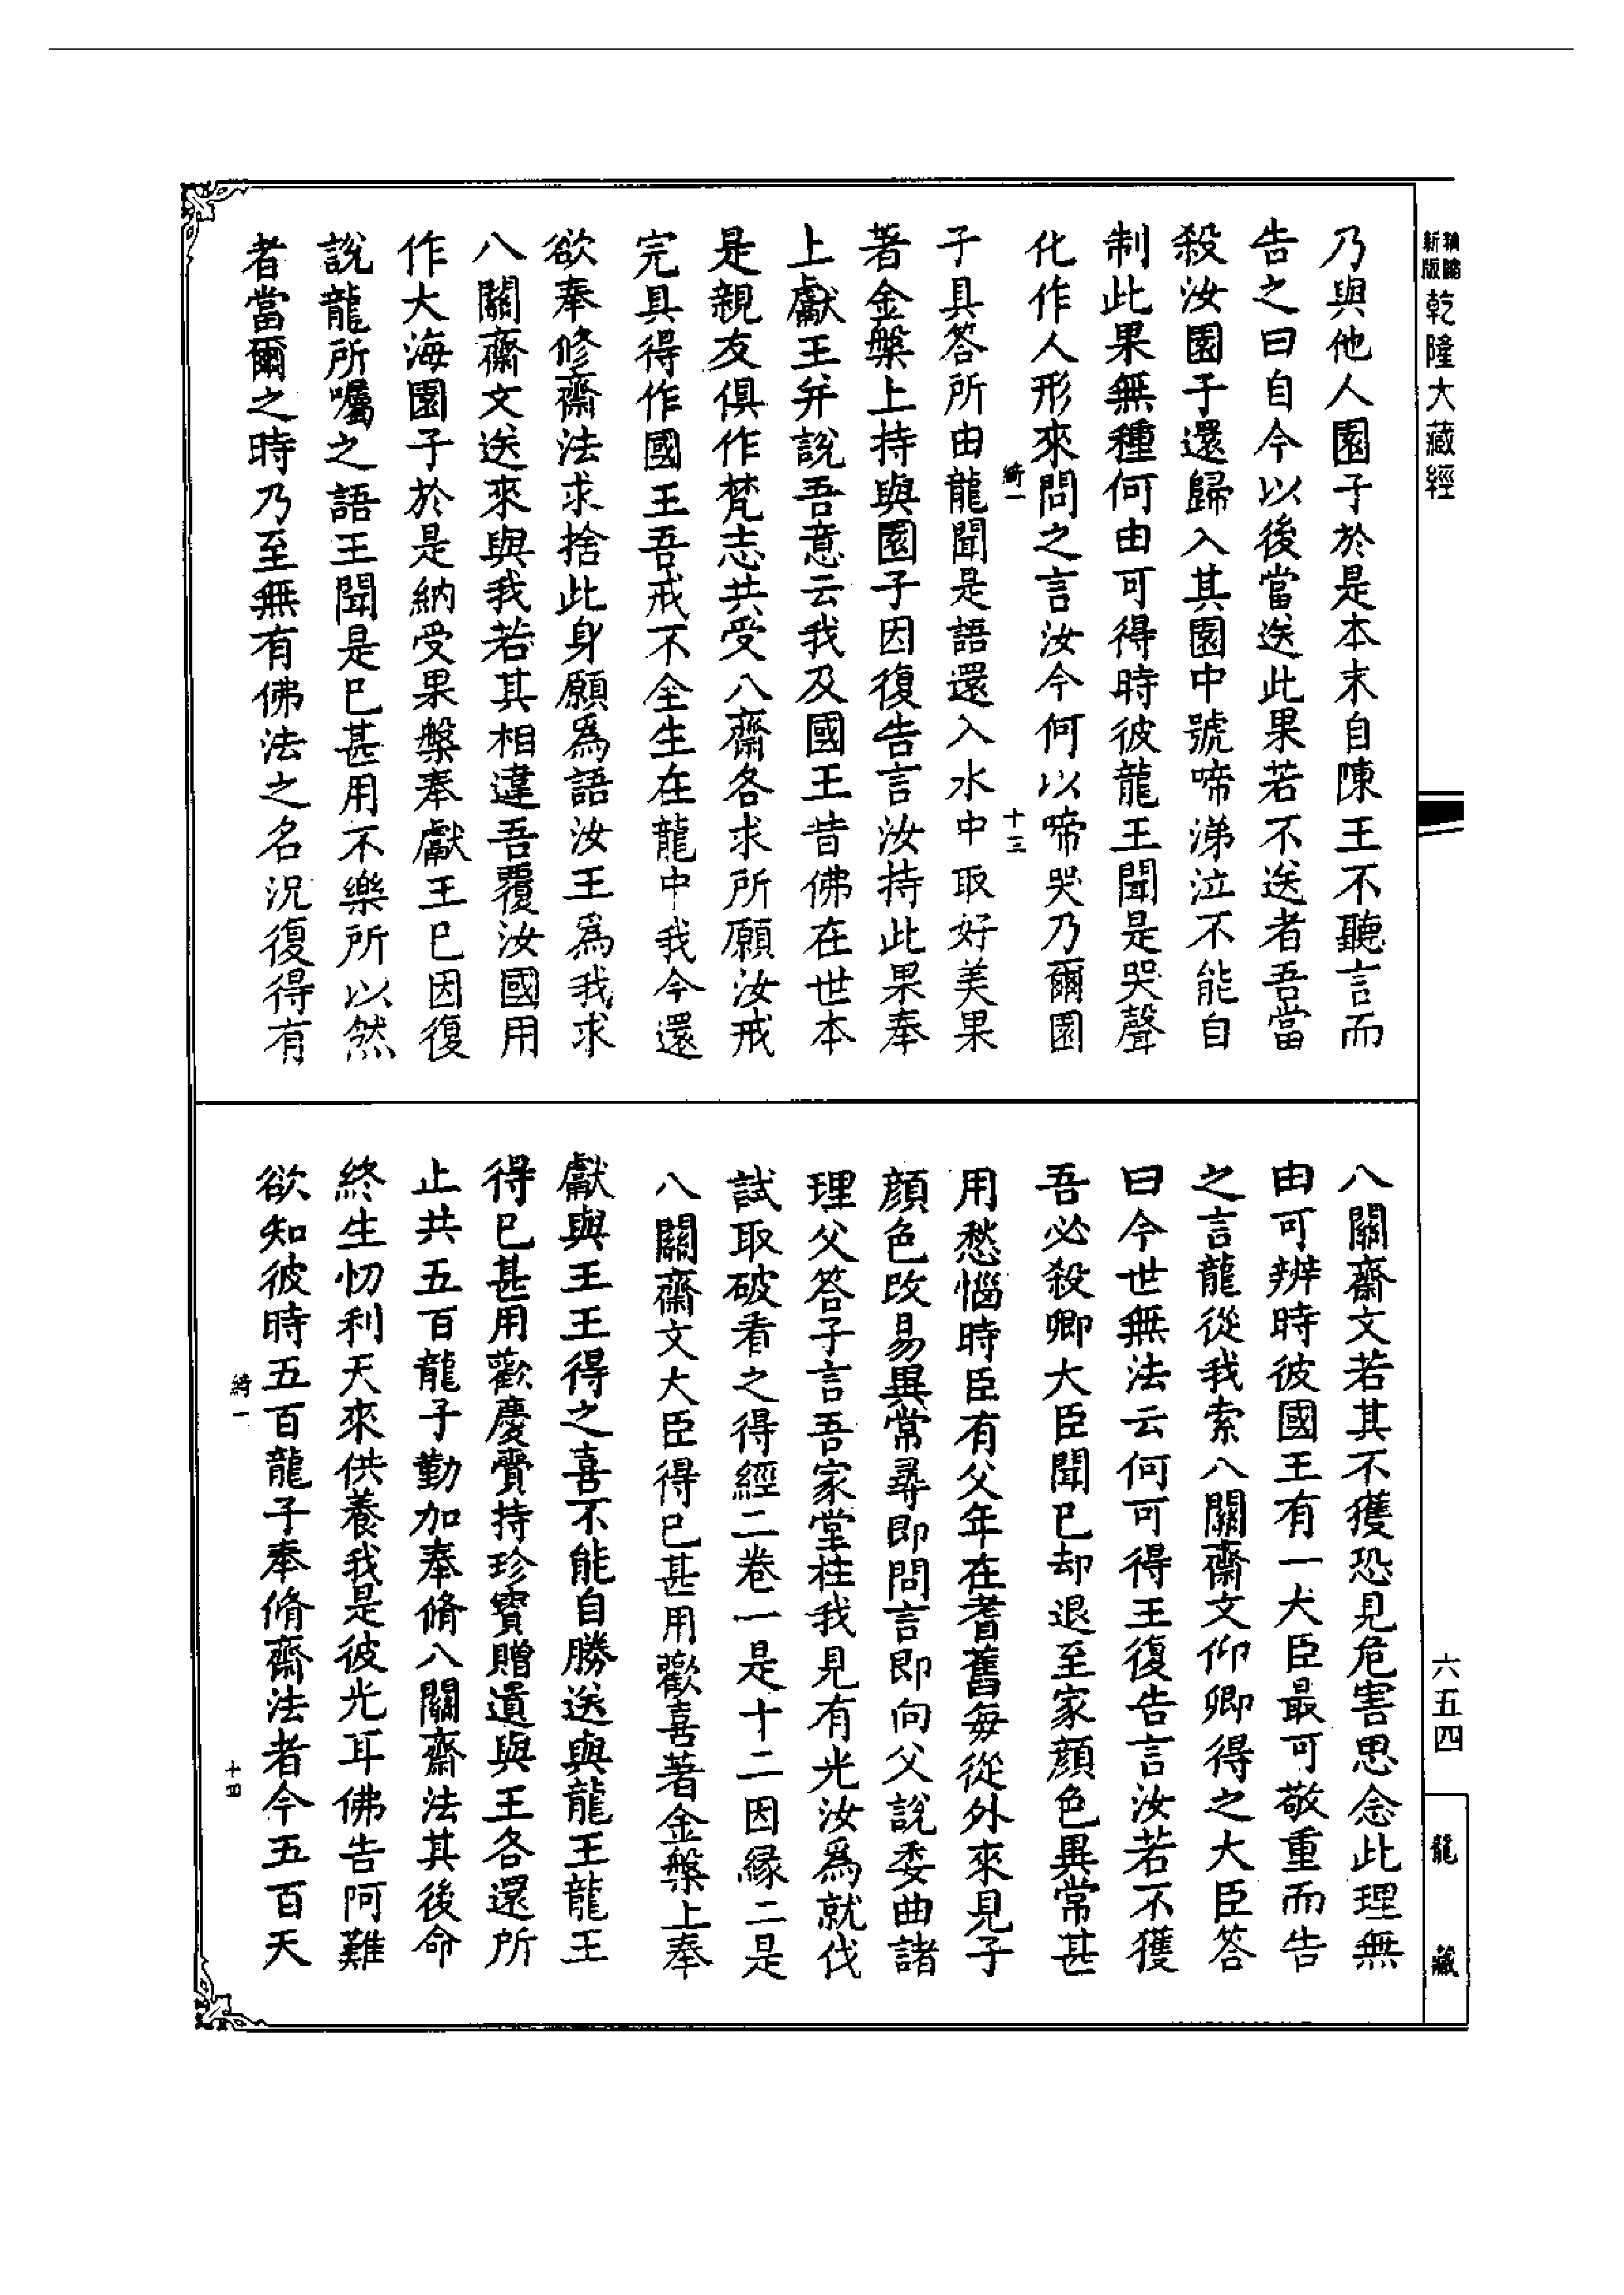 新版
精縮
乾隆大藏經
乃與他人園子於是本末自陳王不聽言而
告之曰自今以後當送此果若不送者吾當
殺汝園子還歸入其園中號啼涕泣不能自
制此果無種何由可得時彼龍王聞是哭聲
化作人形來問之言汝今何以啼哭乃爾園
綺一
十三
子具答所由龍聞是語還入水中取好美果
著金槃上持與園子因復告言汝持此果奉
上獻王并說吾意云我及國王昔佛在世本
是親友俱作梵志共受八齋各求所願汝戒
完具得作國王吾戒不全生在龍中我今還
欲奉修齋法求捨此身願爲語汝王爲我求
八關齋文送來與我若其相違吾覆汝國用
作大海園子於是納受果槃奉獻王已因復
說龍所囑之語王聞是已甚用不樂所以然
者當爾之時乃至無有佛法之名況復得有
八關齋文若其不獲恐見危害思念此理無
由可辨時彼國王有一大臣最可敬重而告
之言龍從我索八關齋文仰卿得之大臣答
曰今世無法云何可得王復告言汝若不獲
吾必殺卿大臣聞已却退至家顏色異常甚
用愁惱時臣有父年在耆舊每從外來見子
顏色改易異常尋即問言即向父說委曲諸
理父答子言吾家堂柱我見有光汝爲就伐
試取破看之得經二卷一是十二因緣二是
八關齋文大臣得已甚用歡喜著金槃上奉
獻與王王得之喜不能自勝送與龍王龍王
得已甚用歡慶賷持珍寶贈遺與王各還所
止共五百龍子勤加奉脩八關齋法其後命
終生忉利天來供養我是彼光耳佛告阿難
欲知彼時五百龍子奉脩齋法者今五百天
綺一
十四
六五四
龍藏